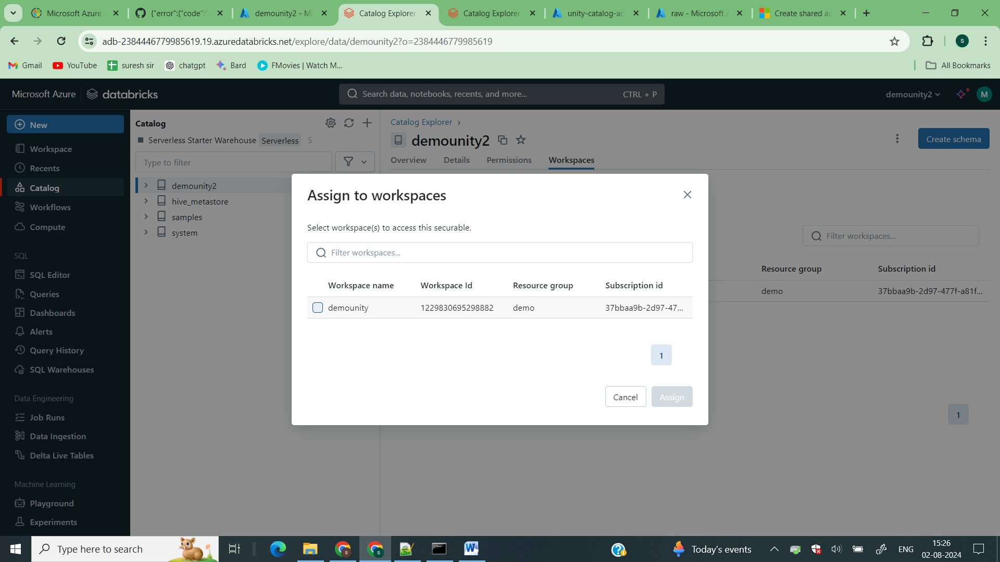 Microsoft Azure
{"error":{"code":"
demounity2 - Mi
Catalog Explorer
Catalog Explorer
unity-catalog-acc
raw - Microsoft A
Create shared ac
adb-2384446779985619.19.azuredatabricks.net/explore/data/demounity2?o=2384446779985619
S
Gmail
YouTube
suresh sir
chatgpt
Bard
FMovies | Watch M...
All Bookmarks
Microsoft Azure
databricks
Search data, notebooks, recents, and more...
CTRL + P
demounity2
M
New
Workspace
Recents
Catalog
Workflows
Compute
SQL
SQL Editor
Queries
Dashboards
Alerts
Query History
SQL Warehouses
Data Engineering
Job Runs
Data Ingestion
Delta Live Tables
Machine Learning
Playground
Experiments
Catalog
Serverless Starter Warehouse Serverless S
Type to filter
demounity2
hive_metastore
samples
system
Catalog Explorer
demounity2
Create schema
Overview Details Permissions Workspaces
Filter workspaces...
Resource group Subscription id
demo 37bbaa9b-2d97-477f-a81f...
1
Assign to workspaces
Select workspace(s) to access this securable.
Filter workspaces...
Workspace name Workspace Id Resource group Subscription id
demounity 1229830695298882 demo 37bbaa9b-2d97-47...
1
Cancel Assign
Type here to search
Today's events
ENG
15:26
02-08-2024